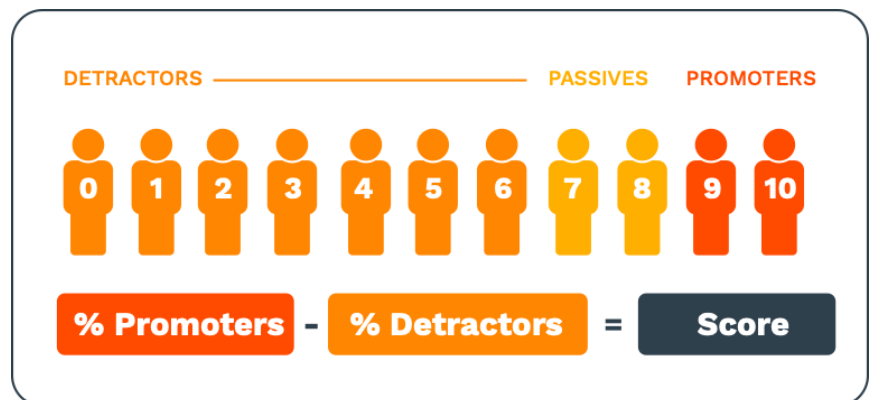 DETRACTORS PASSIVES PROMOTERS
0 1 2 3 4 5 6 7 8 9 10
% Promoters - % Detractors = Score